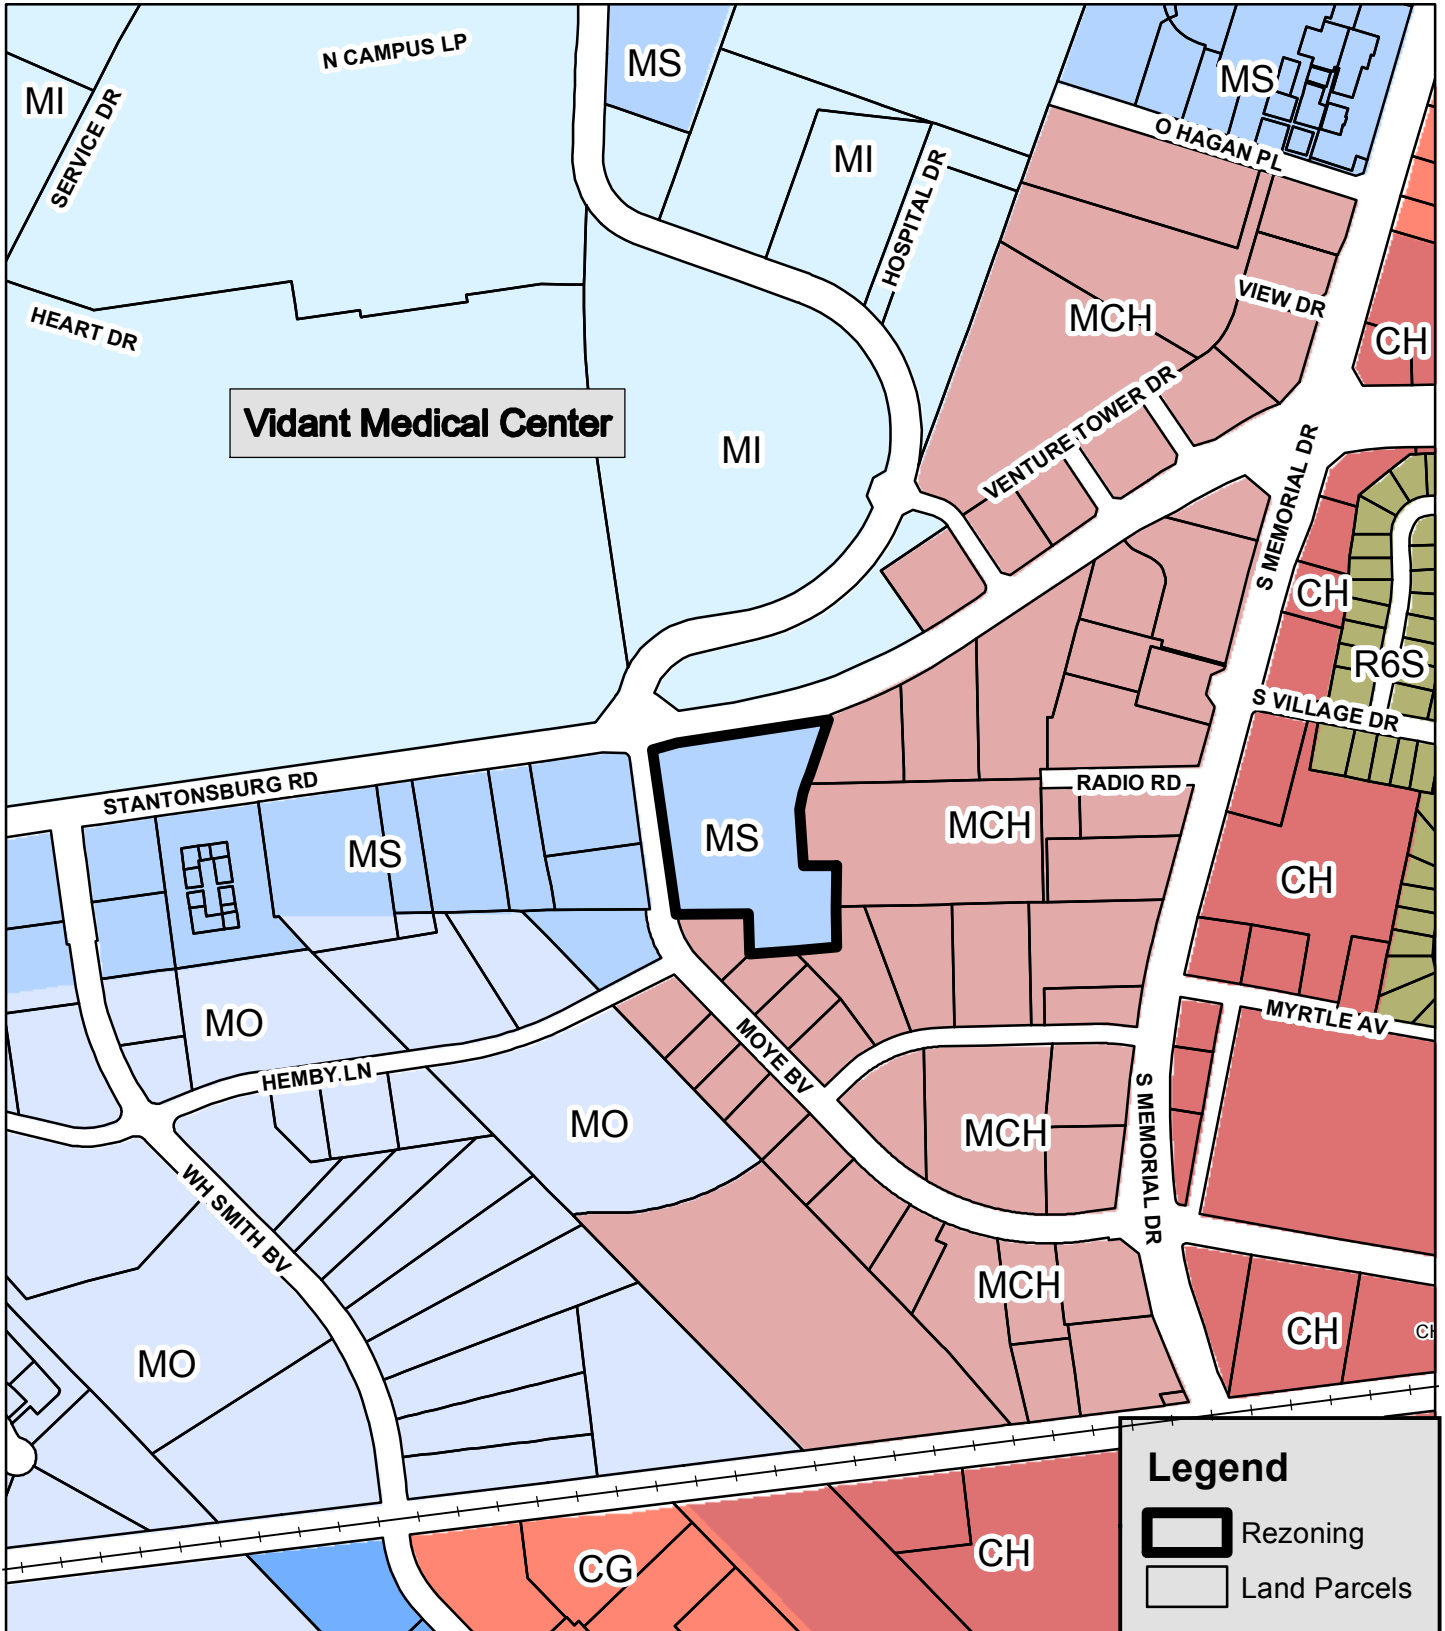 N CAMPUS LP
MS
MS
MI
SERVICE DR
O HAGAN PL
MI
HOSPITAL DR
VIEW DR
MCH
HEART DR
CH
VENTURE TOWER DR
Vidant Medical Center
MI
S MEMORIAL DR
CH
R6S
S VILLAGE DR
STANTONSBURG RD
RADIO RD
MS
MCH
MS
CH
MO
MYRTLE AV
MOYE BV
HEMBY LN
MO
MCH
S MEMORIAL DR
WH SMITH BV
MCH
CH
CH
MO
Legend
Rezoning
CH
CG
Land Parcels